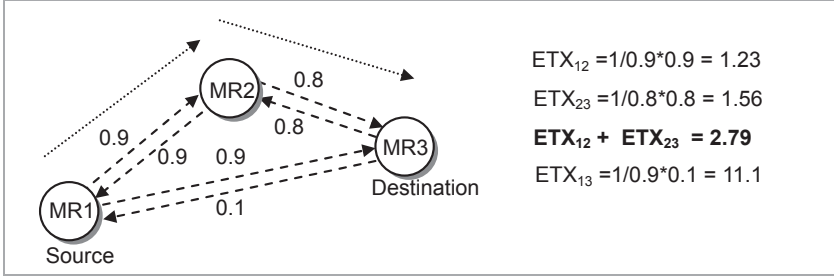 MR2
0.8
0.8
0.9
0.9
0.9
MR3
Destination
MR1
0.1
Source
ETX₁₂ =1/0.9*0.9 = 1.23
ETX₂₃ =1/0.8*0.8 = 1.56
ETX₁₂ + ETX₂₃ = 2.79
ETX₁₃ =1/0.9*0.1 = 11.1